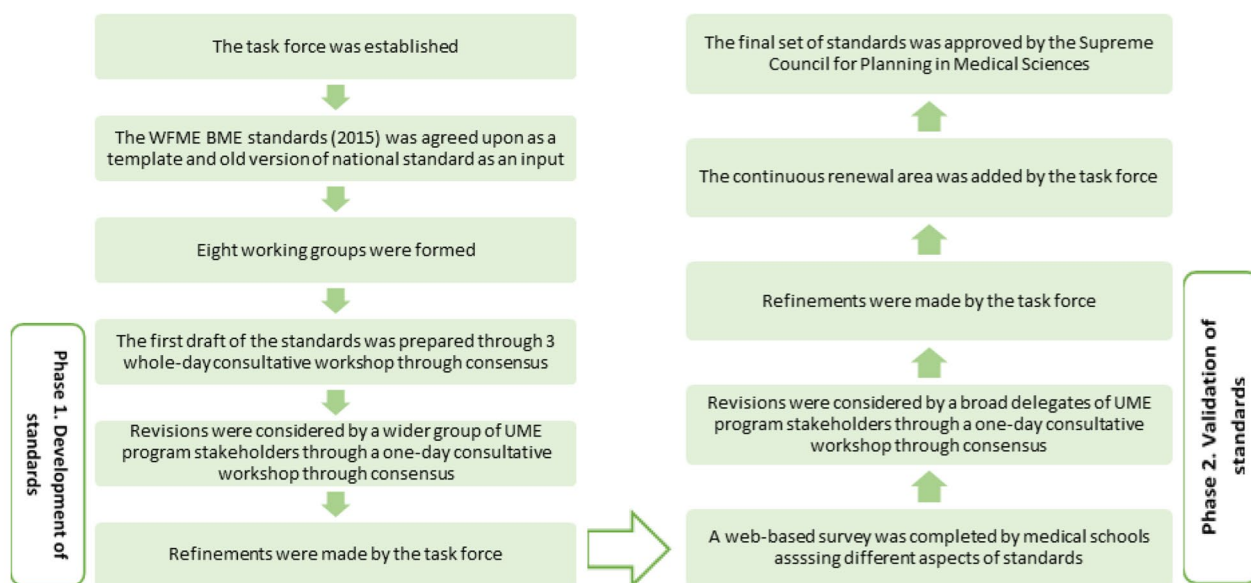 The task force was established
The WFME BME standards (2015) was agreed upon as a
template and old version of national standard as an input
Eight working groups were formed
The first draft of the standards was prepared through 3
whole-day consultative workshop through consensus
Revisions were considered by a wider group of UME
program stakeholders through a one-day consultative
workshop through consensus
Refinements were made by the task force
Phase 1. Development of
standards
A web-based survey was completed by medical schools
asssing different aspects of standards
Revisions were considered by a broad delegates of UME
program stakeholders through a one-day consultative
workshop through consensus
Refinements were made by the task force
The continuous renewal area was added by the task force
The final set of standards was approved by the Supreme
Council for Planning in Medical Sciences
Phase 2. Validation of
standards